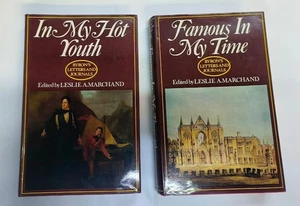 In My Hot
Youth
BYRON'S
LETTERS AND
JOURNALS
Edited by LESLIE A. MARCHAND
Famous In
My Time
BYRON'S
LETTERS AND
JOURNALS
Edited by LESLIE A. MARCHAND